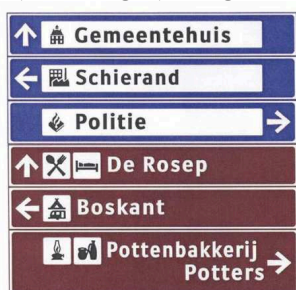 Gemeentehuis
Schierand
Politie
De Rosep
Boskant
Pottenbakkerij
Potters